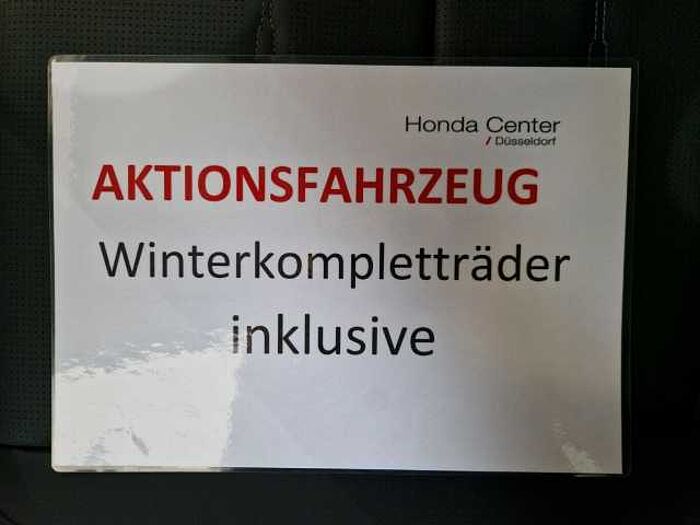 Honda Center
/ Düsseldorf
AKTIONSFAHRZEUG
Winterkompletträder
inklusive